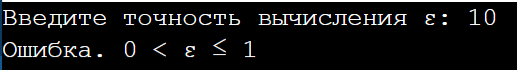 Введите точность вычисления ε: 10
Ошибка. 0 < ε ≤ 1